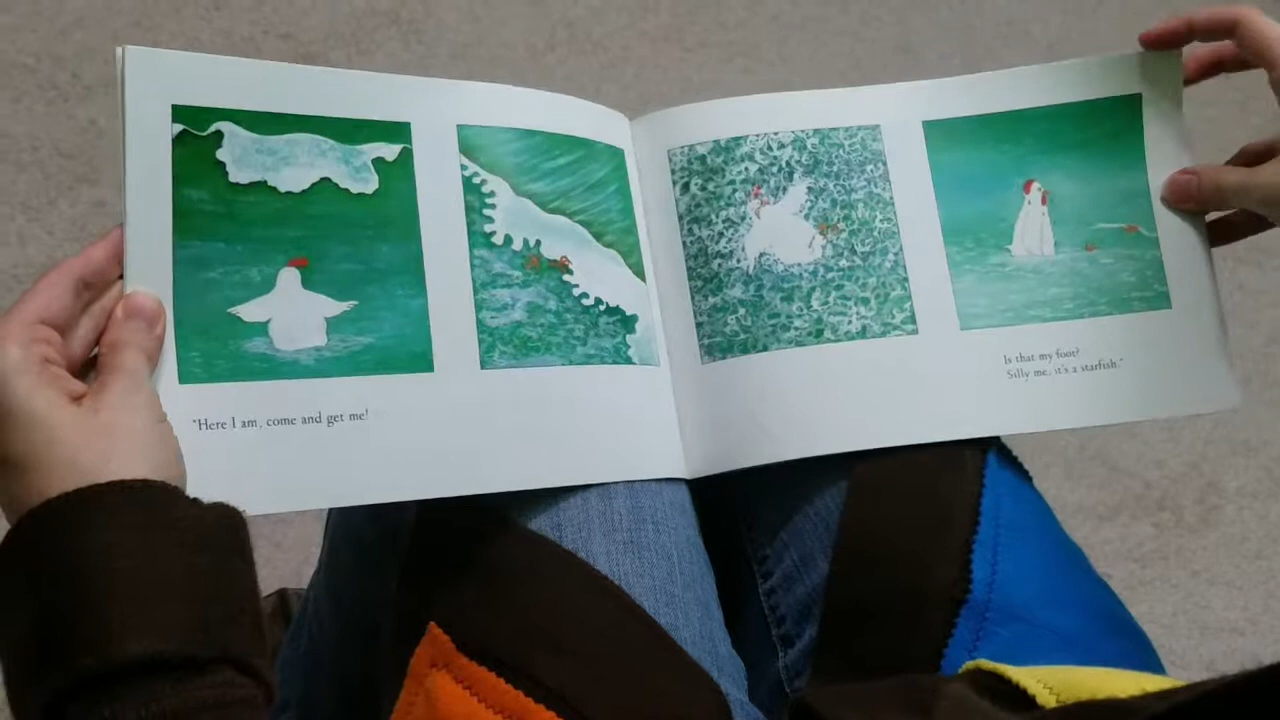 "Here I am, come and get me!
Is that my foot?
Silly me, it's a starfish."